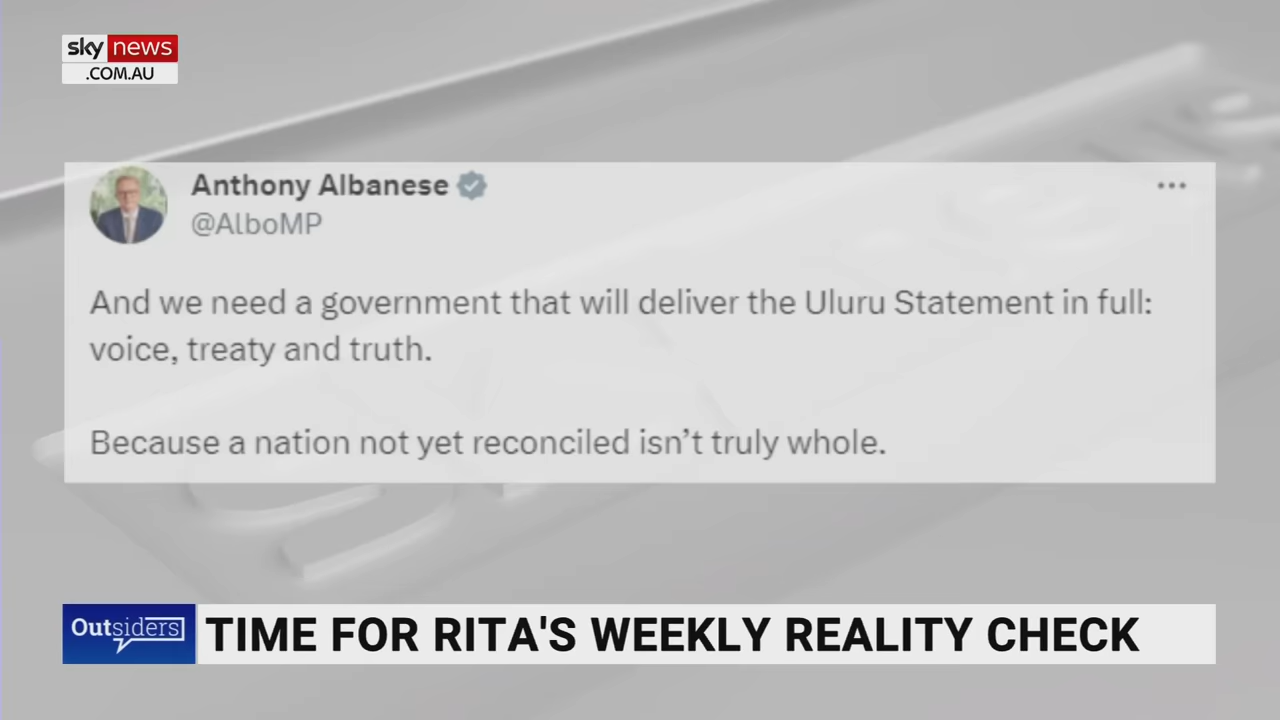 sky news
.COM.AU
Anthony Albanese
@AlboMP
And we need a government that will deliver the Uluru Statement in full:
voice, treaty and truth.
Because a nation not yet reconciled isn't truly whole.
Outsiders
TIME FOR RITA'S WEEKLY REALITY CHECK